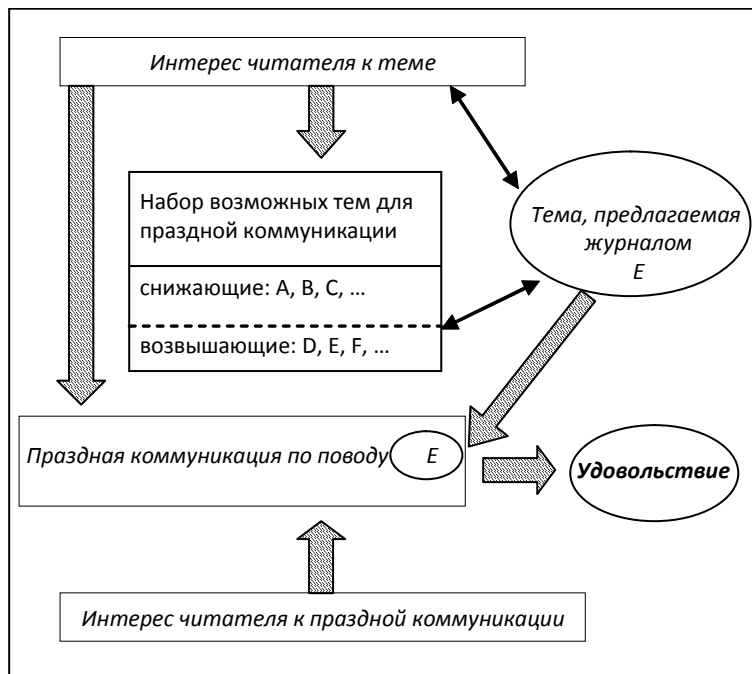 Интерес читателя к теме
Набор возможных тем для
праздной коммуникации
снижающие: A, B, C, ...
возвышающие: D, E, F, ...
Тема, предлагаемая
журналом
E
Праздная коммуникация по поводу E
Удовольствие
Интерес читателя к праздной коммуникации